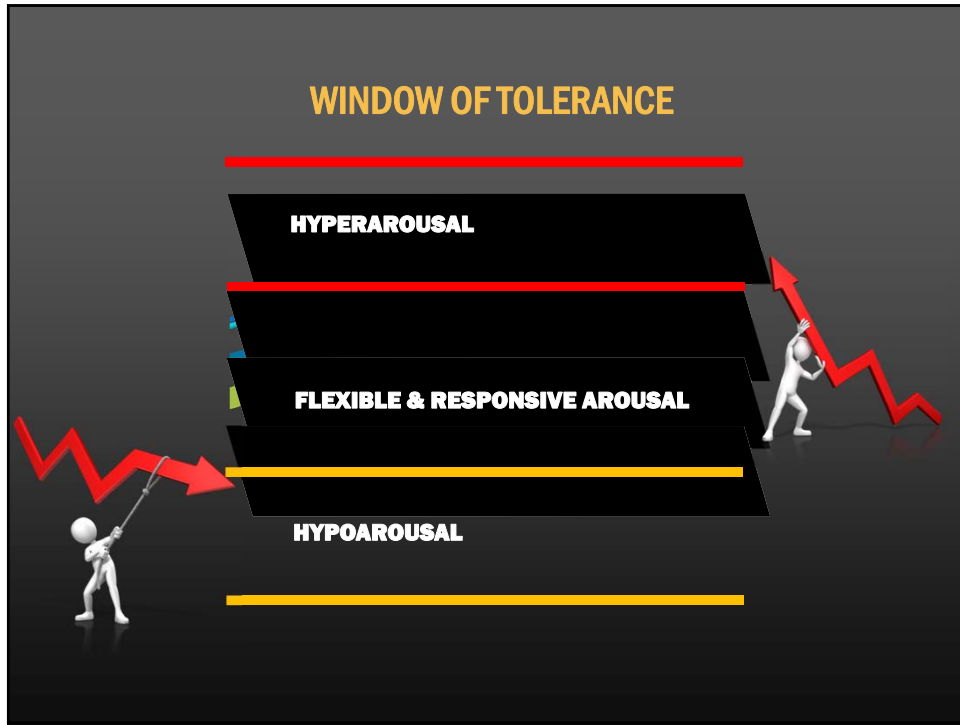 WINDOW OF TOLERANCE
HYPERAROUSAL
FLEXIBLE & RESPONSIVE AROUSAL
HYPOAROUSAL